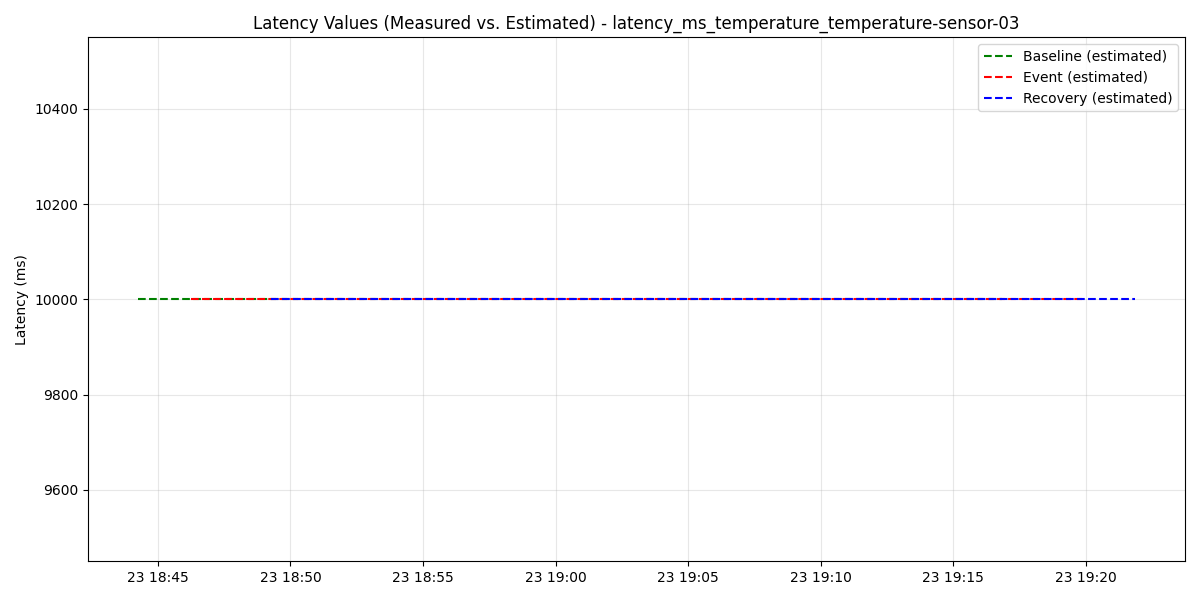 Latency Values (Measured vs. Estimated) - latency_ms_temperature_temperature-sensor-03
Baseline (estimated)
Event (estimated)
Recovery (estimated)
Latency (ms)
10400
10200
10000
9800
9600
23 18:45
23 18:50
23 18:55
23 19:00
23 19:05
23 19:10
23 19:15
23 19:20